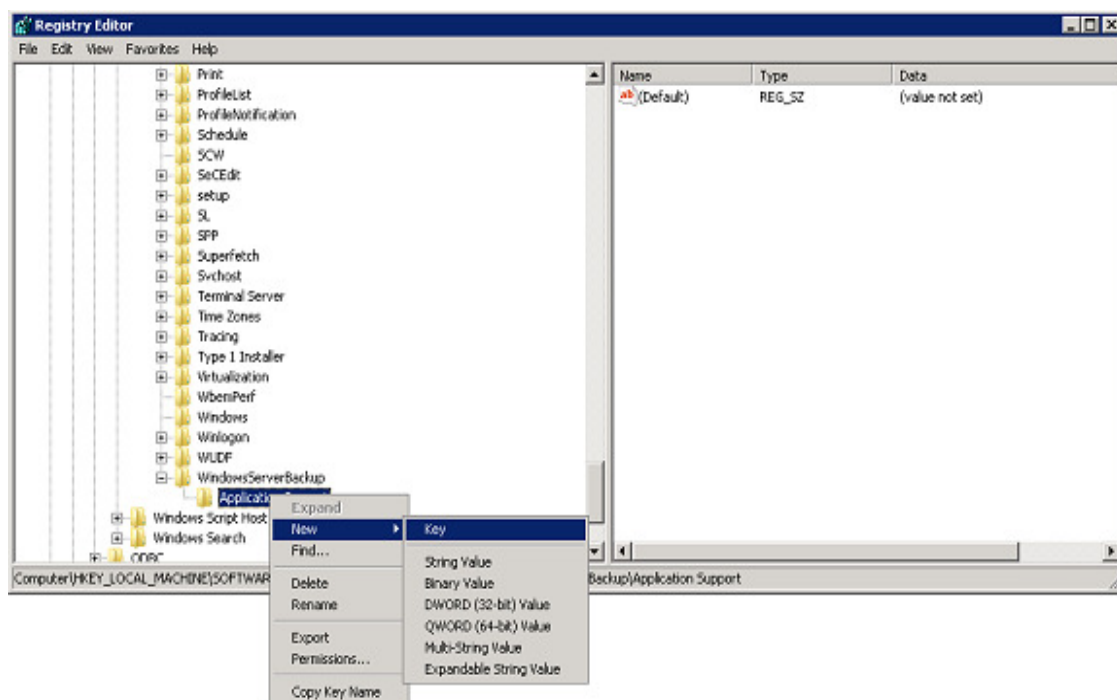 Registry Editor
File Edit View Favorites Help
Print
ProfileList
ProfileNotification
Schedule
SCW
SeCEdit
setup
SL
SPP
Superfetch
Svchost
Terminal Server
Time Zones
Tracing
Type 1 Installer
Virtualization
WbemPerf
Windows
Winlogon
WUDF
WindowsServerBackup
Windows Script Host
Windows Search
ODBC
Name Type Data
ab (Default) REG_SZ (value not set)
Expand
New
Find...
Delete
Rename
Export
Permissions...
Copy Key Name
Key
String Value
Binary Value
DWORD (32-bit) Value
QWORD (64-bit) Value
Multi-String Value
Expandable String Value
Computer\HKEY_LOCAL_MACHINE\SOFTWAR Backup\Application Support